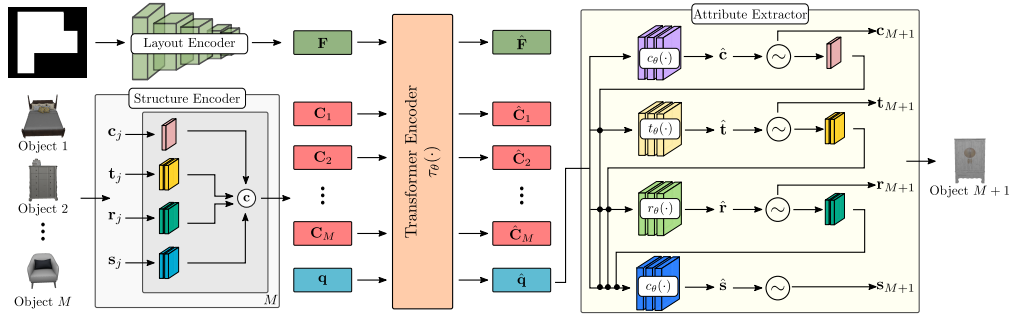 Layout Encoder
Structure Encoder
Object 1
Object 2
Object M
c_j
t_j
r_j
s_j
c
M
F
C_1
C_2
C_M
q
Transformer Encoder
τ_θ(·)
F̂
Ĉ_1
Ĉ_2
Ĉ_M
q̂
Attribute Extractor
c_θ(·)
ĉ
∼
c_{M+1}
t_θ(·)
t̂
∼
t_{M+1}
r_θ(·)
r̂
∼
r_{M+1}
c_θ(·)
ŝ
∼
s_{M+1}
Object M + 1